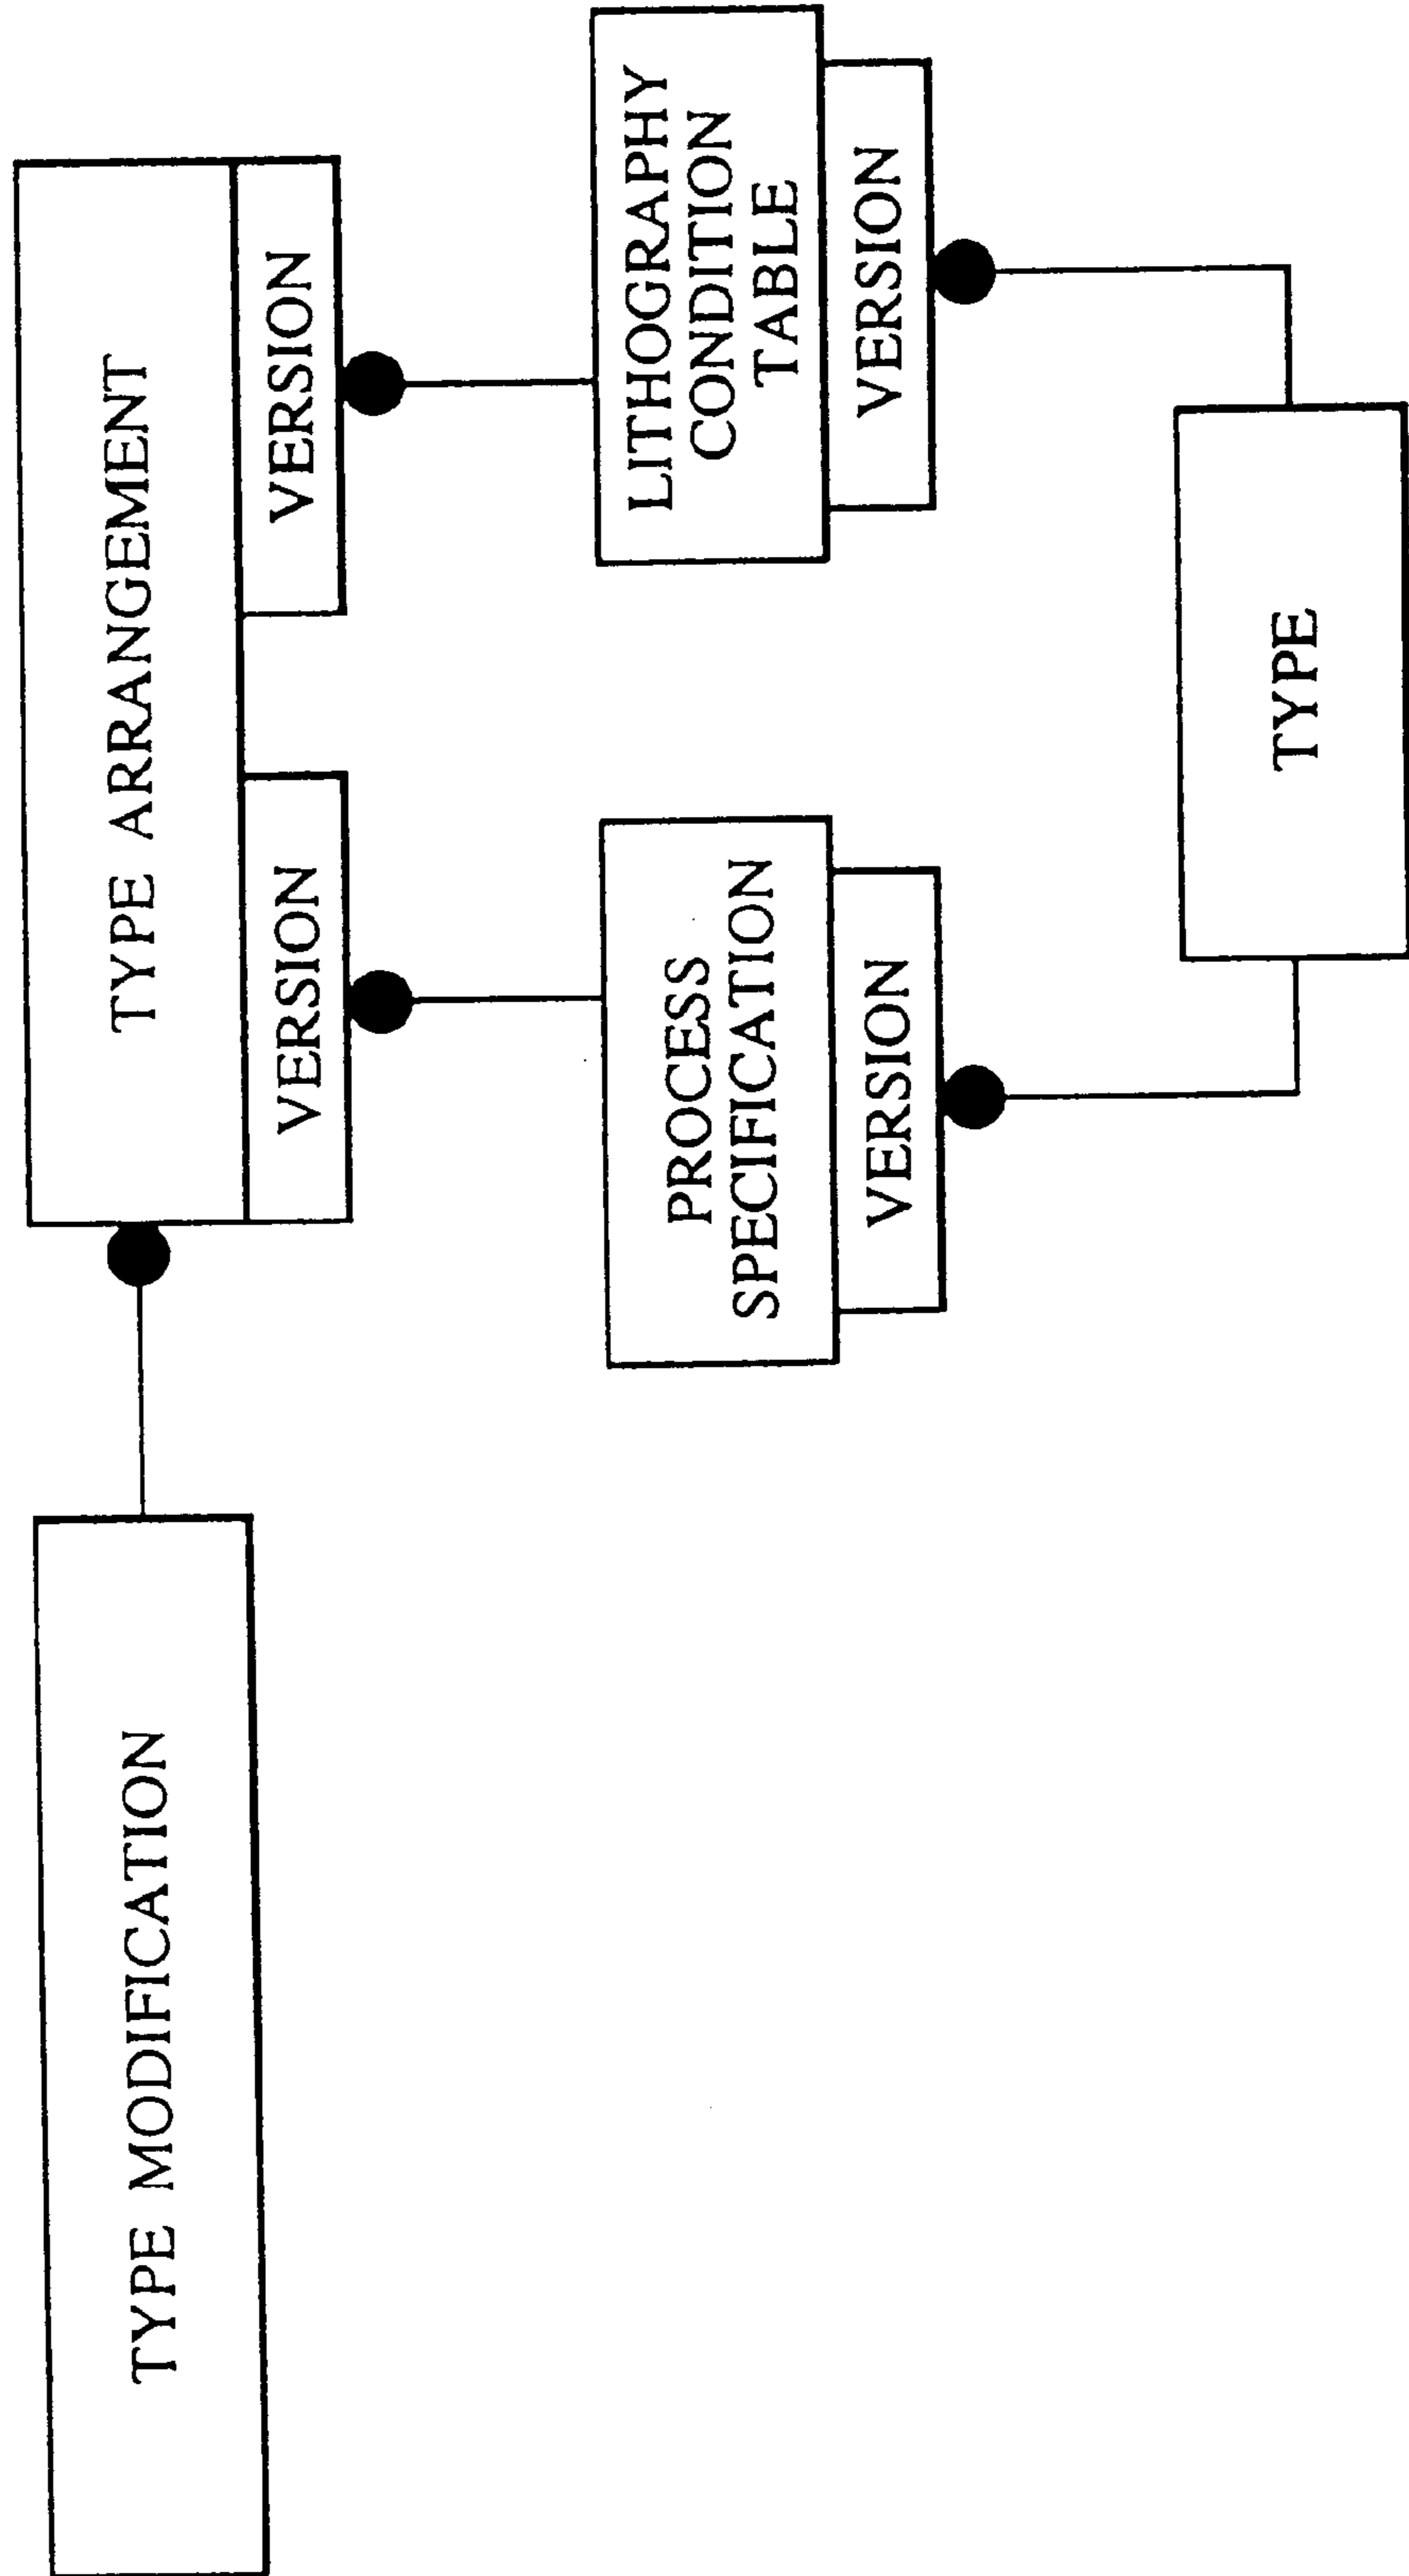 TYPE MODIFICATION
TYPE ARRANGEMENT
VERSION
VERSION
PROCESS
SPECIFICATION
VERSION
LITHOGRAPHY
CONDITION
TABLE
VERSION
TYPE